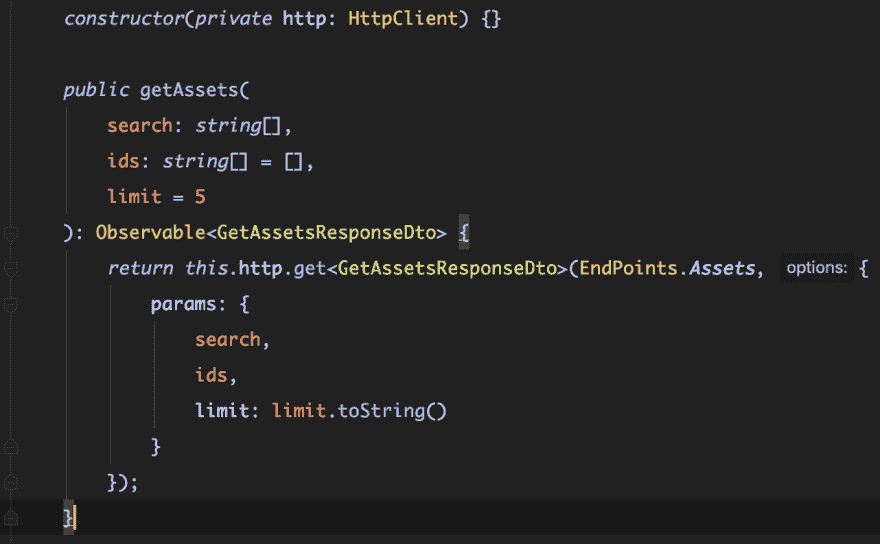 constructor(private http: HttpClient) {}
public getAssets(
search: string[],
ids: string[] = [],
limit = 5
): Observable<GetAssetsResponseDto> {
return this.http.get<GetAssetsResponseDto>(EndPoints.Assets, options: {
params: {
search,
ids,
limit: limit.toString()
}
});
}